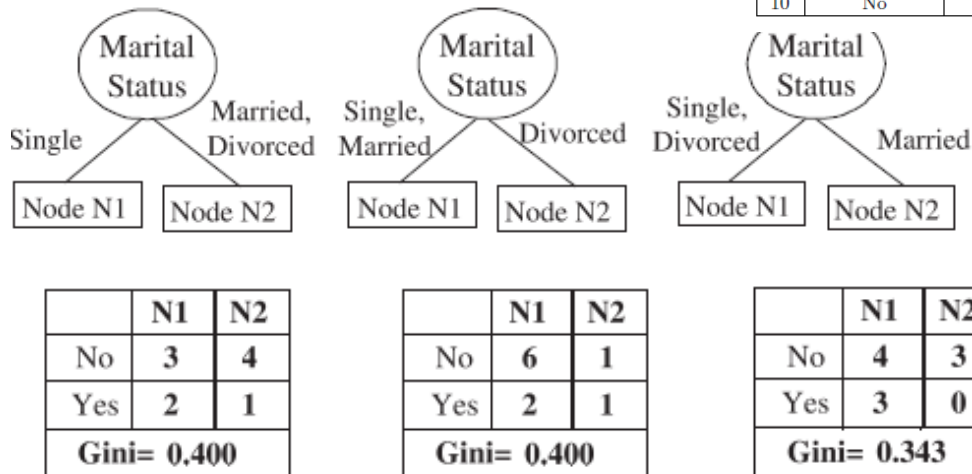 10 No
Marital
Status
Single
Married,
Divorced
Node N1
Node N2
Marital
Status
Single,
Married
Divorced
Node N1
Node N2
Marital
Status
Single,
Divorced
Married
Node N1
Node N2
N1 N2
No 3 4
Yes 2 1
Gini= 0.400
N1 N2
No 6 1
Yes 2 1
Gini= 0.400
N1 N2
No 4 3
Yes 3 0
Gini= 0.343